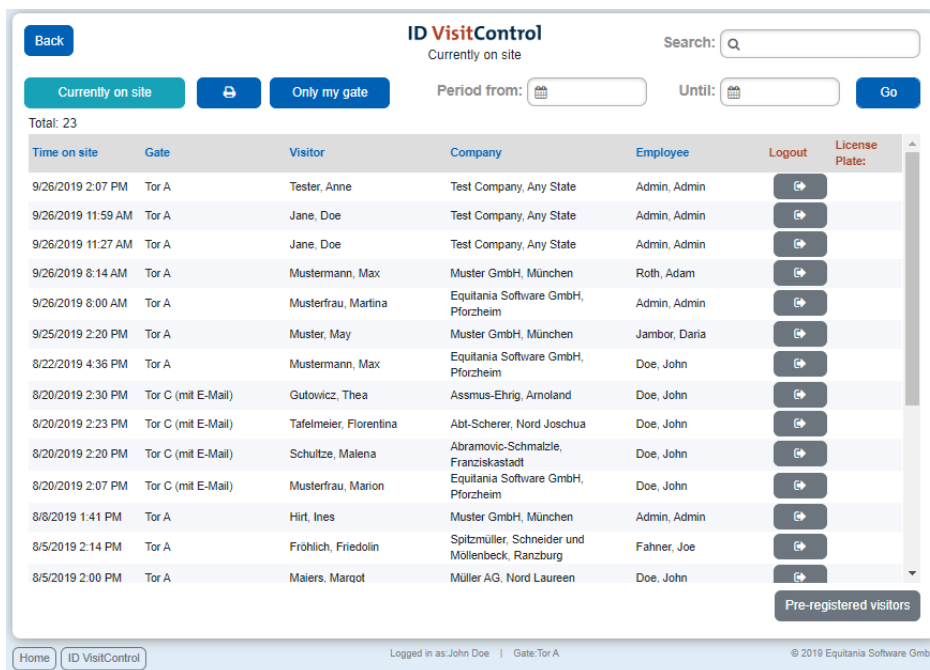 Back
ID VisitControl
Currently on site
Search:
Currently on site
Only my gate
Period from:
Until:
Go
Total: 23
Time on site Gate Visitor Company Employee Logout License Plate:
9/26/2019 2:07 PM Tor A Tester, Anne Test Company, Any State Admin, Admin
9/26/2019 11:59 AM Tor A Jane, Doe Test Company, Any State Admin, Admin
9/26/2019 11:27 AM Tor A Jane, Doe Test Company, Any State Admin, Admin
9/26/2019 8:14 AM Tor A Mustermann, Max Muster GmbH, München Roth, Adam
9/26/2019 8:00 AM Tor A Musterfrau, Martina Equitania Software GmbH, Pforzheim Admin, Admin
9/25/2019 2:20 PM Tor A Muster, May Muster GmbH, München Jambor, Daria
8/22/2019 4:36 PM Tor A Mustermann, Max Equitania Software GmbH, Pforzheim Doe, John
8/20/2019 2:30 PM Tor C (mit E-Mail) Gutowicz, Thea Assmus-Ehrig, Arnoland Doe, John
8/20/2019 2:23 PM Tor C (mit E-Mail) Tafelmeier, Florentina Abt-Scherer, Nord Joschua Doe, John
8/20/2019 2:20 PM Tor C (mit E-Mail) Schultze, Malena Abramovic-Schmalzle, Franziskastadt Doe, John
8/20/2019 2:07 PM Tor C (mit E-Mail) Musterfrau, Marion Equitania Software GmbH, Pforzheim Doe, John
8/8/2019 1:41 PM Tor A Hirt, Ines Muster GmbH, München Admin, Admin
8/5/2019 2:14 PM Tor A Fröhlich, Friedolin Spitzmüller, Schneider und Möllenbeck, Ranzburg Fahner, Joe
8/5/2019 2:00 PM Tor A Majers, Margot Müller AG, Nord Laureen Doe, John
Pre-registered visitors
Home ID VisitControl Logged in as:John Doe | Gate:Tor A © 2019 Equitania Software Gmb